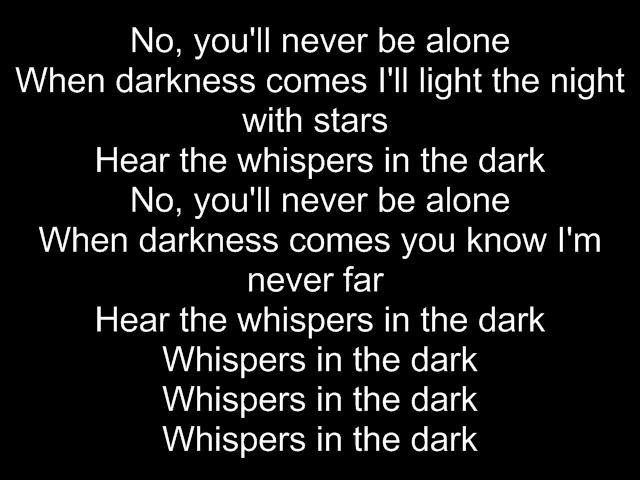 No, you'll never be alone
When darkness comes I'll light the night
with stars
Hear the whispers in the dark
No, you'll never be alone
When darkness comes you know I'm
never far
Hear the whispers in the dark
Whispers in the dark
Whispers in the dark
Whispers in the dark